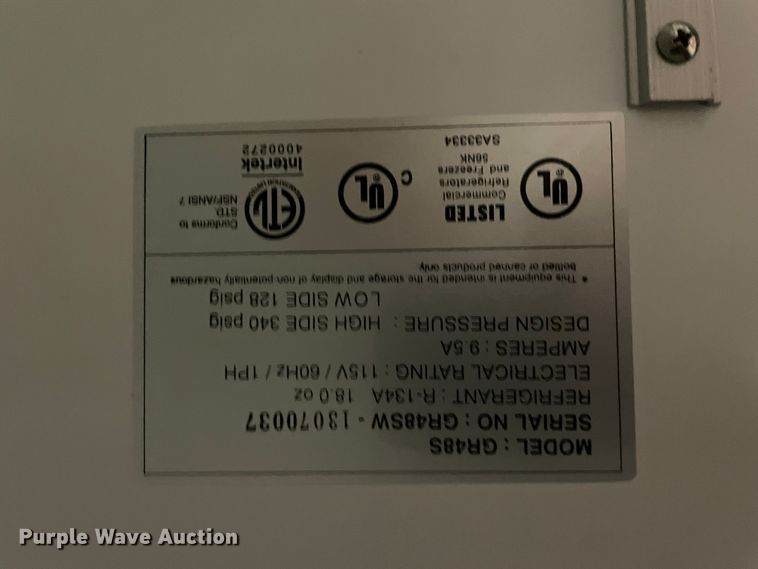 MODEL : GR48S
SERIAL NO : GR48SW - 13070037
REFRIGERANT : R-134A 18.0 oz
ELECTRICAL RATING : 115V / 60Hz / 1PH
AMPERES : 9.5A
DESIGN PRESSURE : HIGH SIDE 340 psig
LOW SIDE 128 psig
* This equipment is intended for the storage and display of non-potentially hazardous
bottled or canned products only.
UL ®
LISTED
Commercial
Refrigerators
and Freezers
56NK
SA33334
C UL ®
ETL
Intertek
4000272
Conforms to
STD.
NSF/ANSI 7
Purple Wave Auction